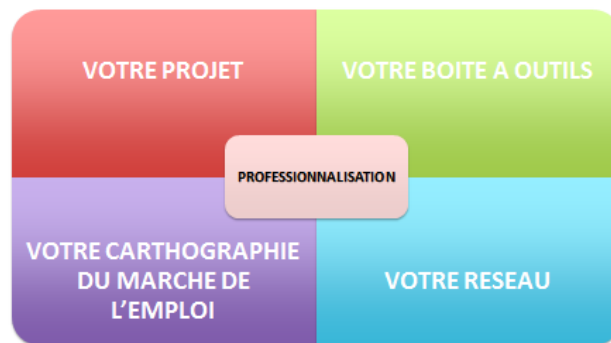 VOTRE PROJET
VOTRE BOITE A OUTILS
PROFESSIONNALISATION
VOTRE CARTHOGRAPHIE
DU MARCHE DE
L'EMPLOI
VOTRE RESEAU